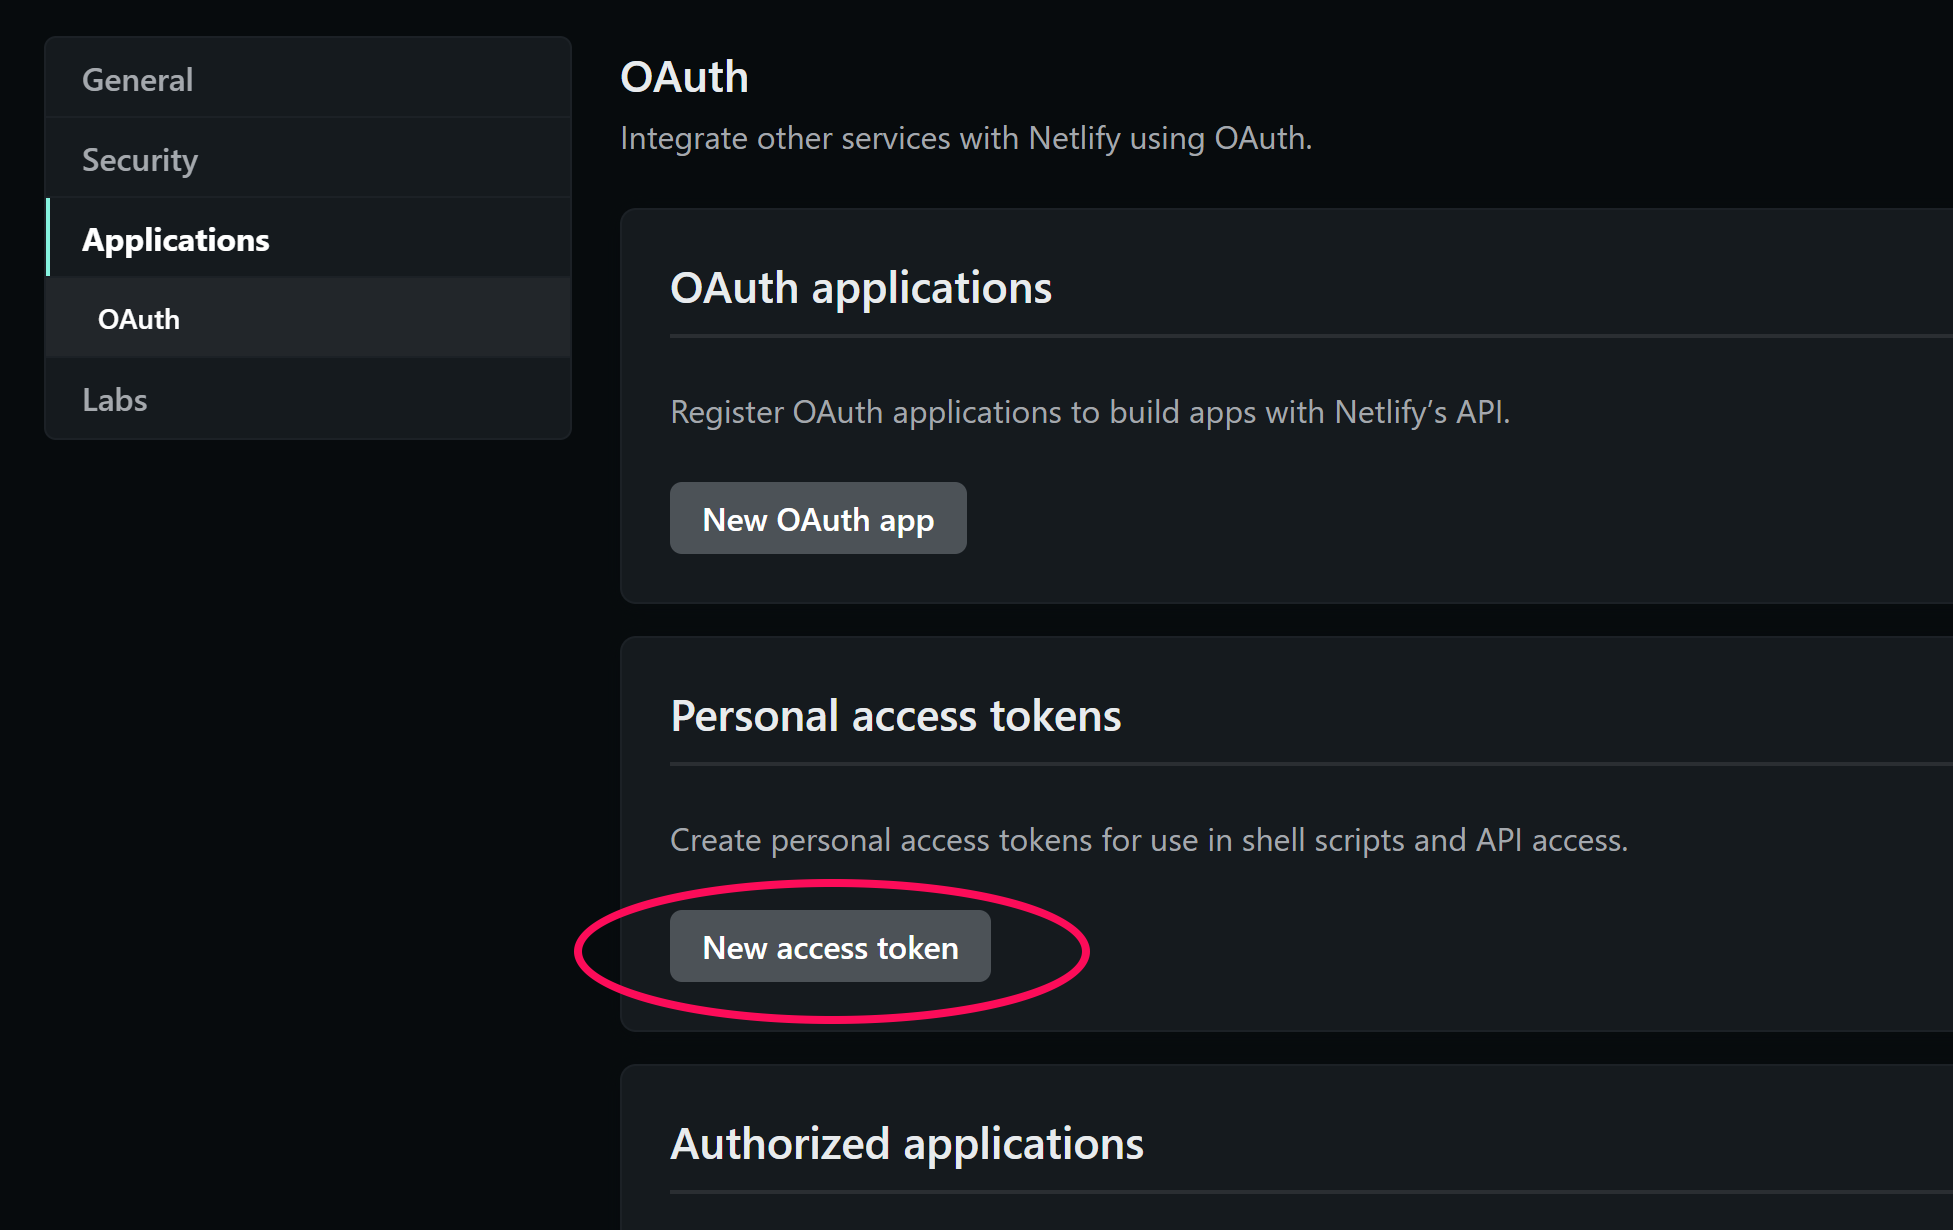 General
Security
Applications
OAuth
Labs
OAuth
Integrate other services with Netlify using OAuth.
OAuth applications
Register OAuth applications to build apps with Netlify’s API.
New OAuth app
Personal access tokens
Create personal access tokens for use in shell scripts and API access.
New access token
Authorized applications